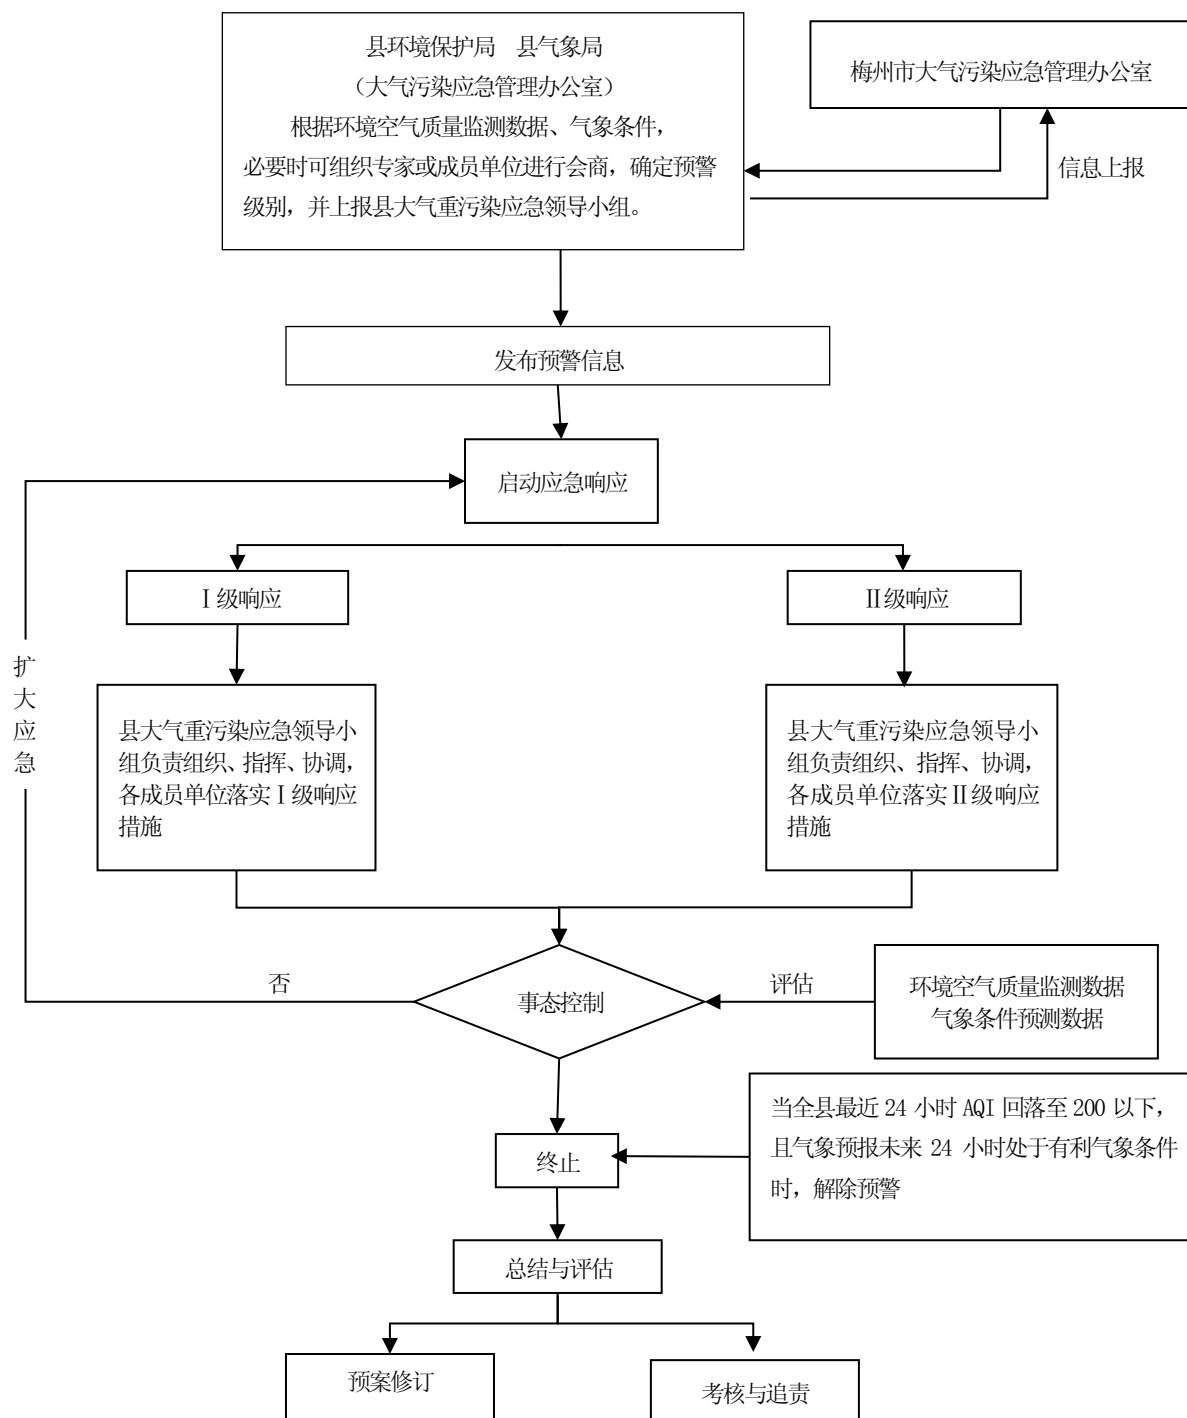 县环境保护局 县气象局
（大气污染应急管理办公室）
根据环境空气质量监测数据、气象条件，
必要时可组织专家或成员单位进行会商，确定预警
级别，并上报县大气重污染应急领导小组。
梅州市大气污染应急管理办公室
信息上报
发布预警信息
启动应急响应
Ⅰ级响应
Ⅱ级响应
扩大应急
县大气重污染应急领导小
组负责组织、指挥、协调，
各成员单位落实Ⅰ级响应
措施
县大气重污染应急领导小
组负责组织、指挥、协调，
各成员单位落实Ⅱ级响应
措施
否
事态控制
评估
环境空气质量监测数据
气象条件预测数据
当全县最近 24 小时 AQI 回落至 200 以下，
且气象预报未来 24 小时处于有利气象条件
时，解除预警
终止
总结与评估
预案修订
考核与追责